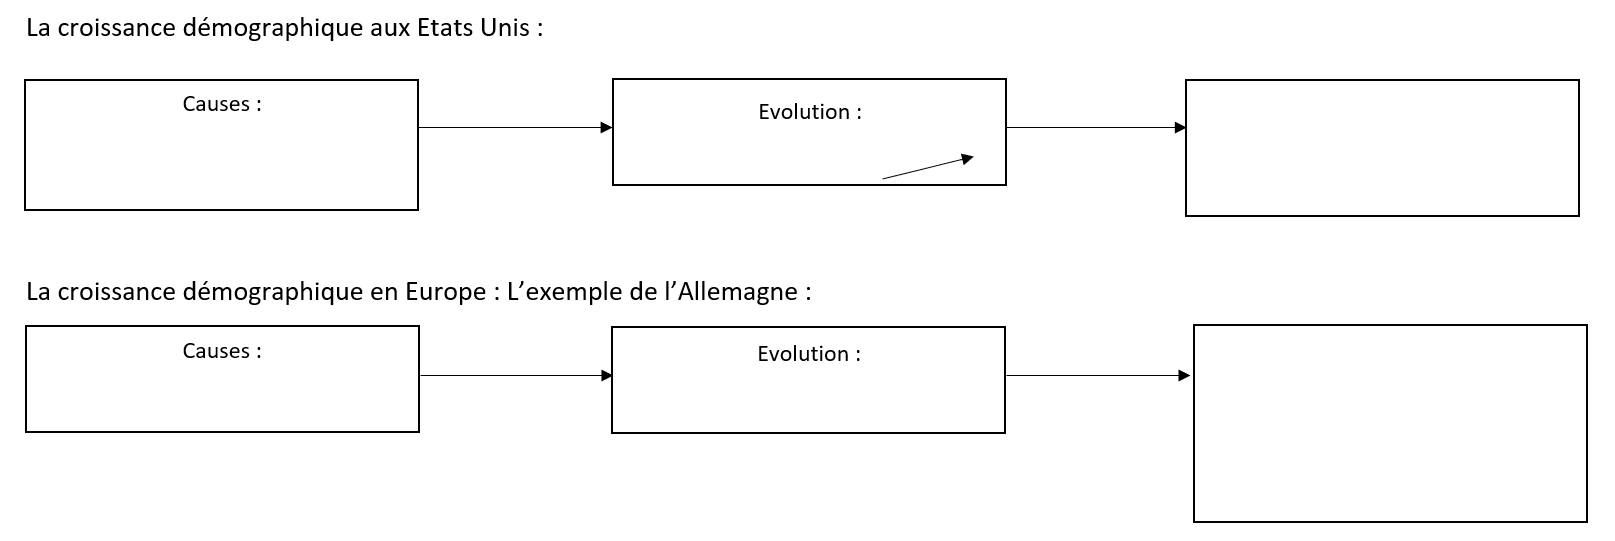 La croissance démographique aux Etats Unis :
Causes :
Evolution :
La croissance démographique en Europe : L’exemple de l’Allemagne :
Causes :
Evolution :